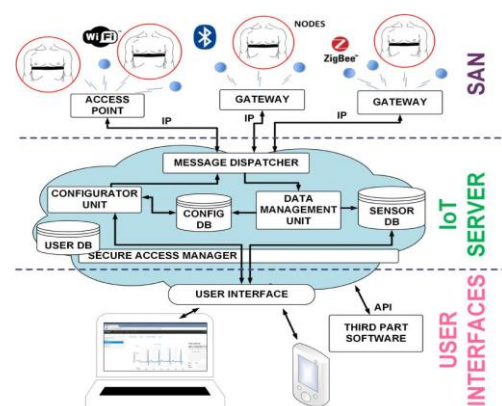 WiFi
NODES
ZigBee™
SAN
ACCESS
POINT
GATEWAY
GATEWAY
IP
IP
IP
MESSAGE DISPATCHER
CONFIGURATOR
UNIT
CONFIG
DB
DATA
MANAGEMENT
UNIT
SENSOR
DB
USER DB
SECURE ACCESS MANAGER
IoT
SERVER
USER INTERFACE
API
THIRD PART
SOFTWARE
USER
INTERFACES